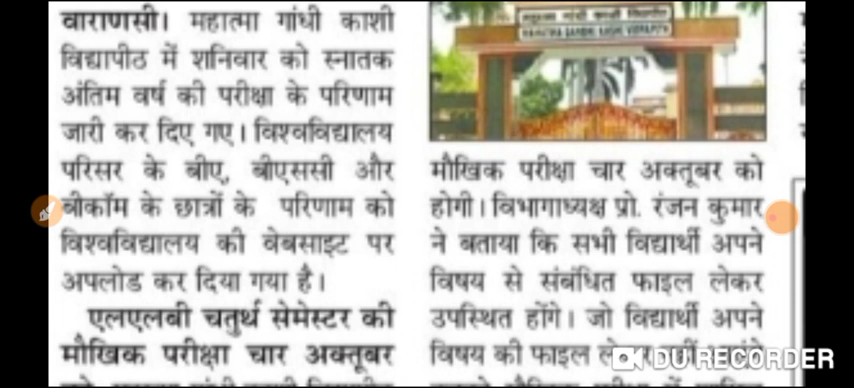 वाराणसी। महात्मा गांधी काशी
विद्यापीठ में शनिवार को स्नातक
अंतिम वर्ष की परीक्षा के परिणाम
जारी कर दिए गए। विश्वविद्यालय
परिसर के बीए, बीएससी और
बीकॉम के छात्रों के परिणाम को
विश्वविद्यालय की वेबसाइट पर
अपलोड कर दिया गया है।
एलएलबी चतुर्थ सेमेस्टर की
मौखिक परीक्षा चार अक्तूबर
महात्मा गांधी काशी विद्यापीठ
MAHATMA GANDHI KASHI VIDYAPITH
मौखिक परीक्षा चार अक्तूबर को
होगी। विभागाध्यक्ष प्रो. रंजन कुमार
ने बताया कि सभी विद्यार्थी अपने
विषय से संबंधित फाइल लेकर
उपस्थित होंगे। जो विद्यार्थी अपने
विषय की फाइल
DU RECORDER